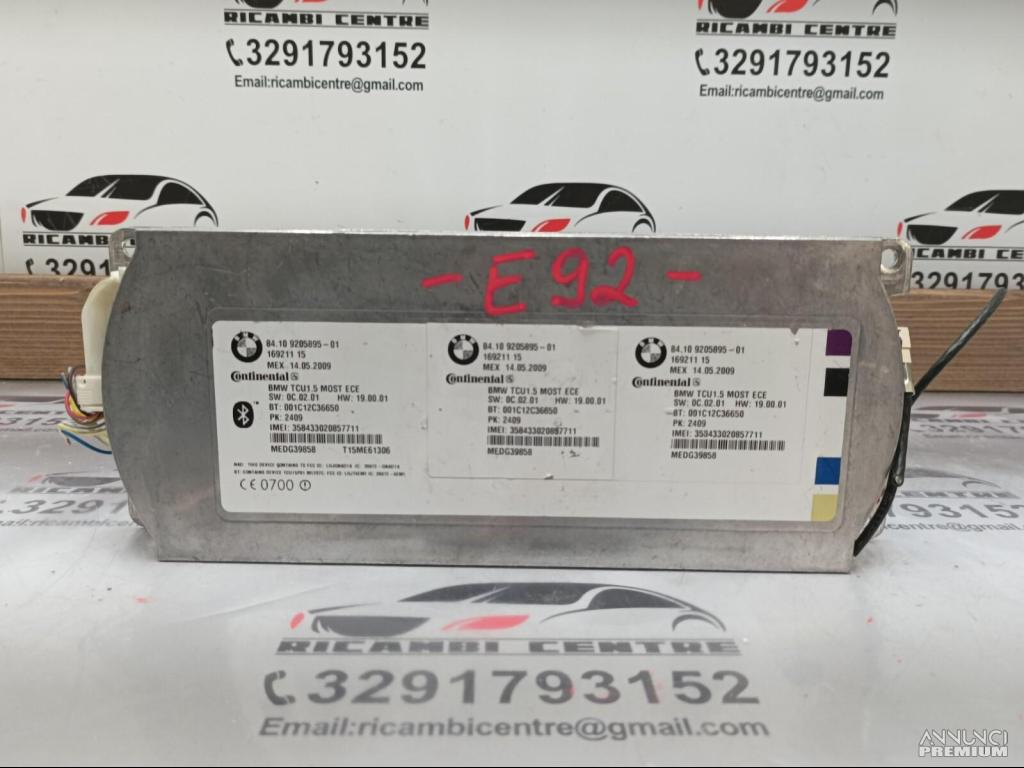 RICAMBI CENTRE
3291793152
Email:ricambicentre@gmail.com
RICAMBI CENTRE
3291793152
Email:ricambicentre@gmail.com
RICAMBI CENTRE
RICAMBI CENTRE
3291793152
- E92 -
84.10 9205895-01
169211 15
MEX 14.05.2009
Continental
BMW TCU1.5 MOST ECE
SW: 0C.02.01 HW: 19.00.01
BT: 001C12C36650
PK: 2409
IMEI: 358433020857711
MEDG39858 T15ME61306
CE 0700
84.10 9205895-01
169211 15
MEX 14.05.2009
Continental
BMW TCU1.5 MOST ECE
SW: 0C.02.01 HW: 19.00.01
BT: 001C12C36650
PK: 2409
IMEI: 358433020857711
MEDG39858
84.10 9205895-01
169211 15
MEX 14.05.2009
Continental
BMW TCU1.5 MOST ECE
SW: 0C.02.01 HW: 19.00.01
BT: 001C12C36650
PK: 2409
IMEI: 358433020857711
MEDG39858
RICAMBI CENTRE
3291793152
Email:ricambicentre@gmail.com
ANNUNCI
PREMIUM